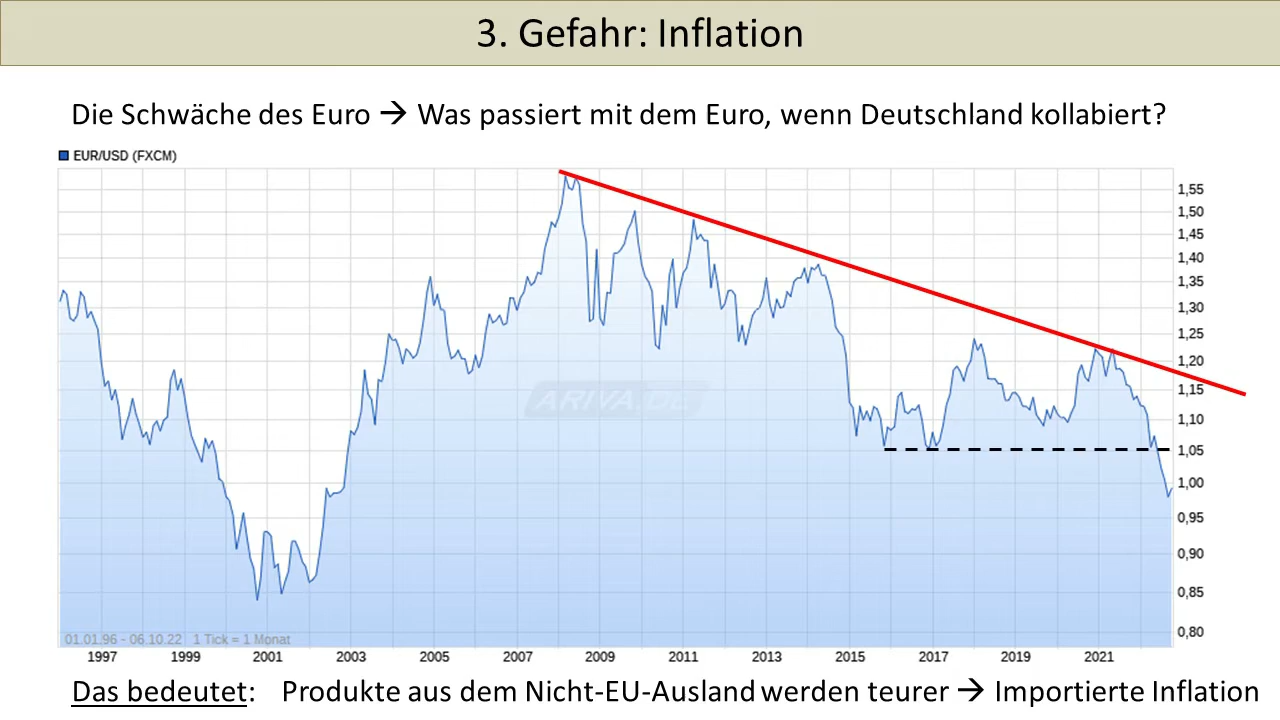 3. Gefahr: Inflation
Die Schwäche des Euro → Was passiert mit dem Euro, wenn Deutschland kollabiert?
EUR/USD (FXCM)
1,55
1,50
1,45
1,40
1,35
1,30
1,25
1,20
1,15
1,10
1,05
1,00
0,95
0,90
0,85
0,80
ARIVA.DE
01.01.96 - 06.10.22 1 Tick = 1 Monat
1997 1999 2001 2003 2005 2007 2009 2011 2013 2015 2017 2019 2021
Das bedeutet: Produkte aus dem Nicht-EU-Ausland werden teurer → Importierte Inflation